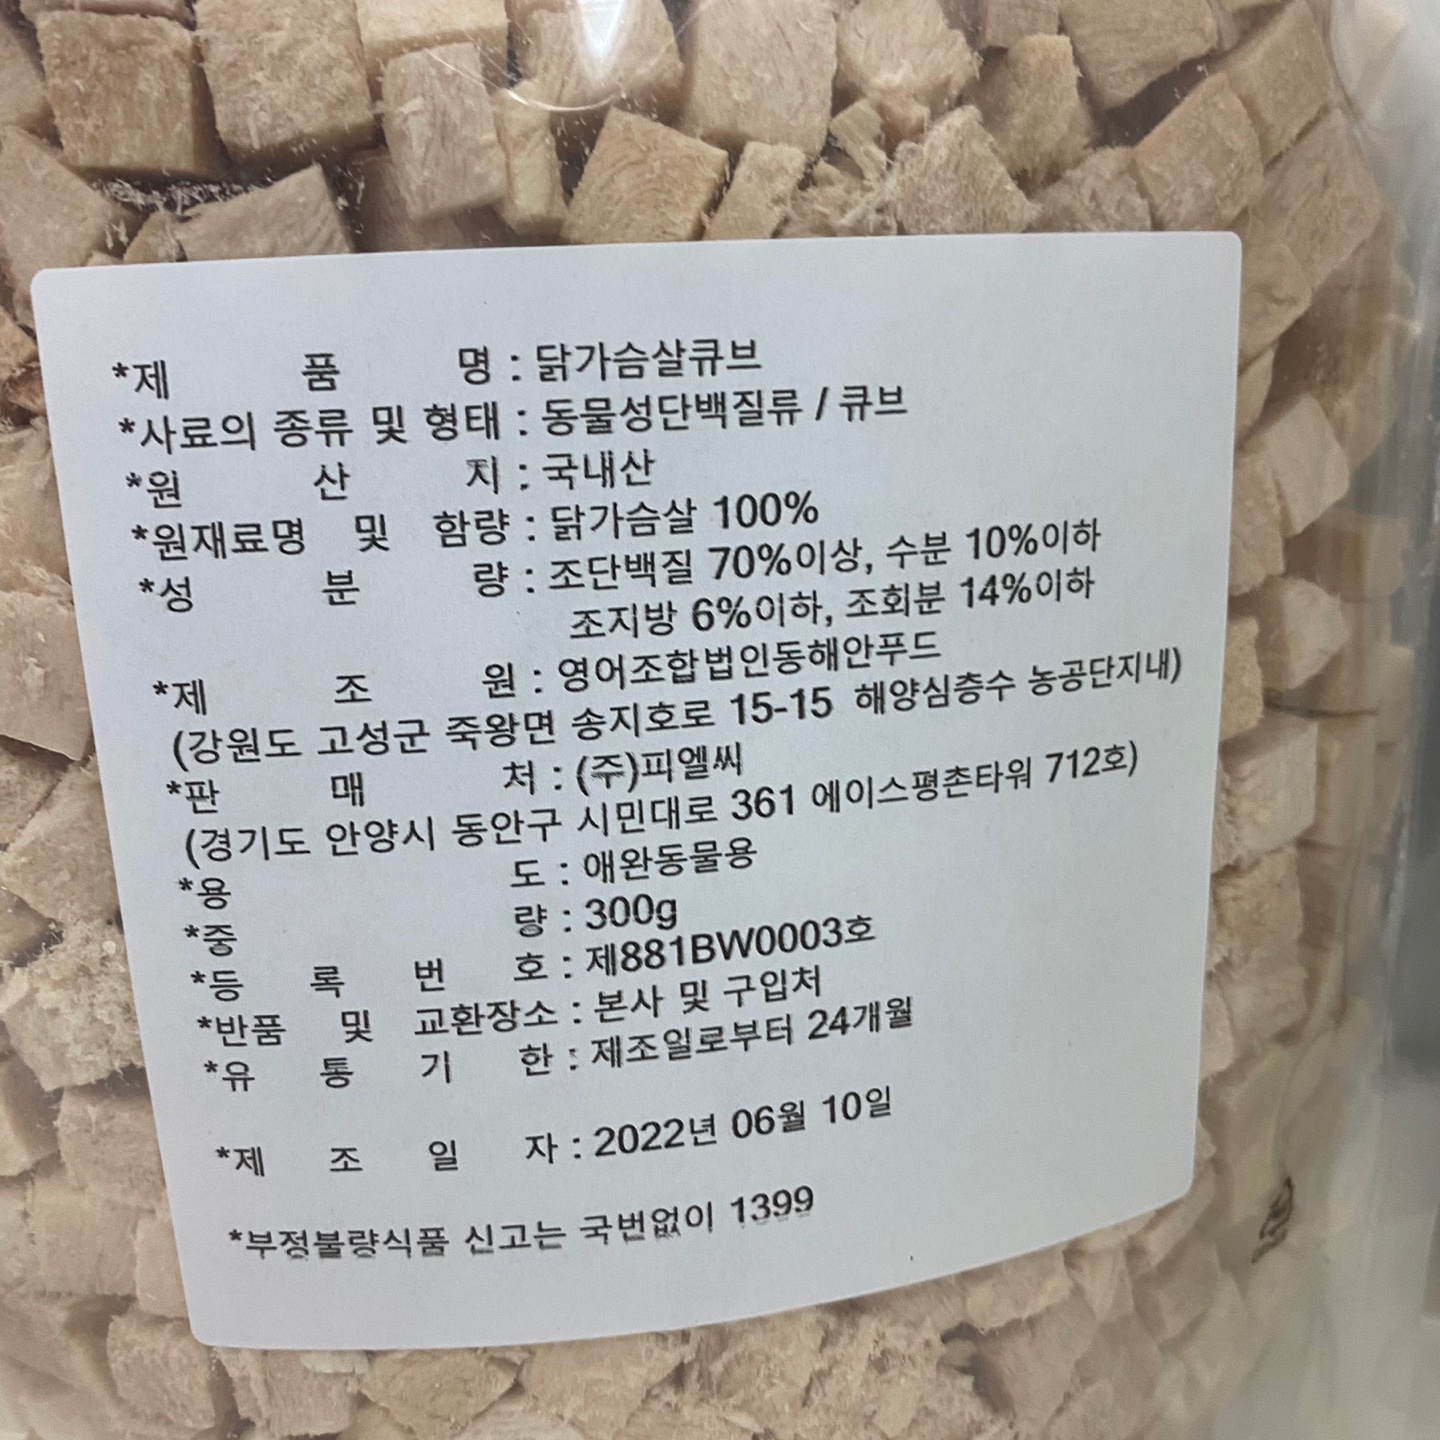 *제 품 명 : 닭가슴살큐브
*사료의 종류 및 형태 : 동물성단백질류 / 큐브
*원 산 지 : 국내산
*원재료명 및 함량 : 닭가슴살 100%
*성 분 량 : 조단백질 70%이상, 수분 10%이하
조지방 6%이하, 조회분 14%이하
*제 조 원 : 영어조합법인동해안푸드
(강원도 고성군 죽왕면 송지호로 15-15 해양심층수 농공단지내)
*판 매 처 : (주)피엘씨
(경기도 안양시 동안구 시민대로 361 에이스평촌타워 712호)
*용 도 : 애완동물용
*중 량 : 300g
*등 록 번 호 : 제881BW0003호
*반품 및 교환장소 : 본사 및 구입처
*유 통 기 한 : 제조일로부터 24개월
*제 조 일 자 : 2022년 06월 10일
*부정불량식품 신고는 국번없이 1399